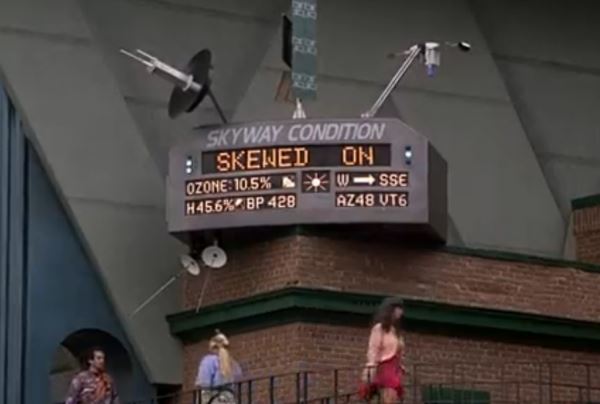 SKYWAY CONDITION
SKEWED ON
OZONE:10.5% W → SSE
H45.6% BP 428 AZ48 VT6